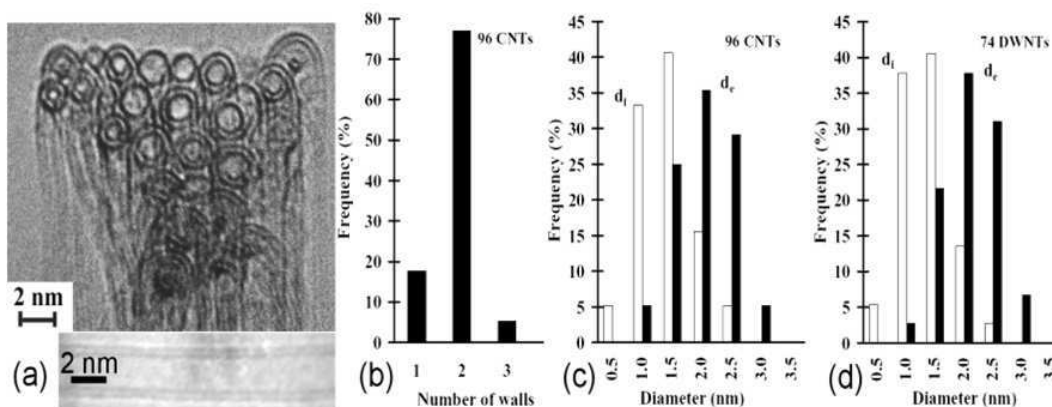 2 nm
2 nm
(a)
Frequency (%)
80
70
60
50
40
30
20
10
0
96 CNTs
1 2 3
Number of walls
(b)
Frequency (%)
45
40
35
30
25
20
15
10
5
0
96 CNTs
di
de
0.5 1.0 1.5 2.0 2.5 3.0 3.5
Diameter (nm)
(c)
Frequency (%)
45
40
35
30
25
20
15
10
5
0
74 DWNTs
di
de
0.5 1.0 1.5 2.0 2.5 3.0 3.5
Diameter (nm)
(d)